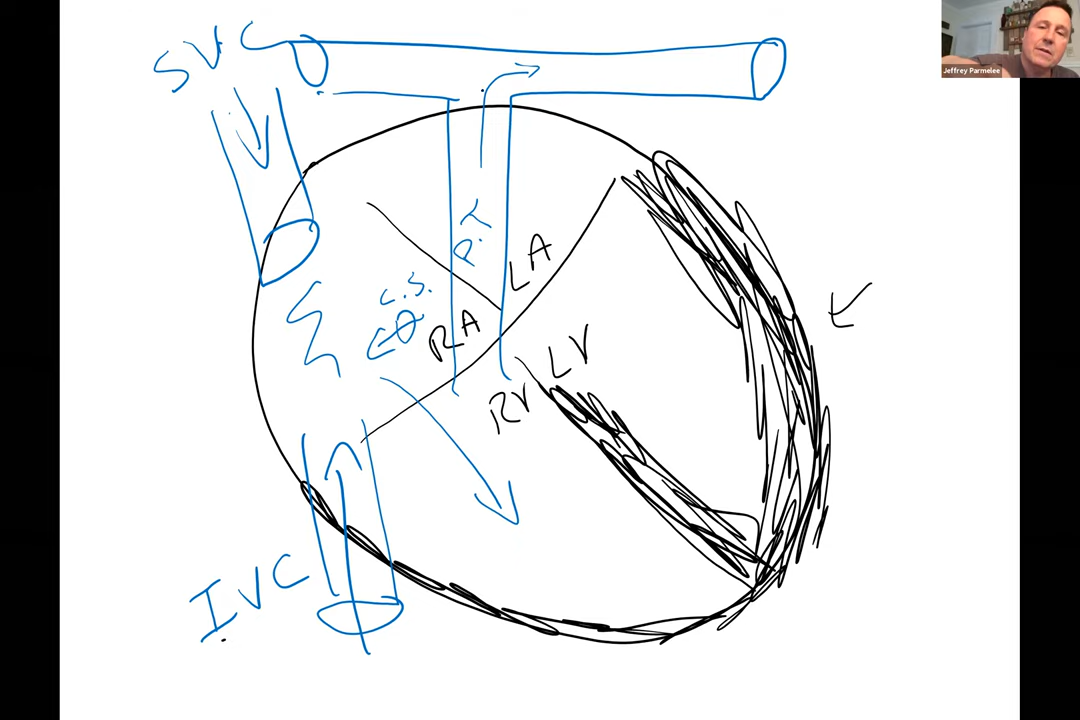 SVC
Jeffrey Parmelee
P.T
LA
C.S.
RA
LV
RV
IVC